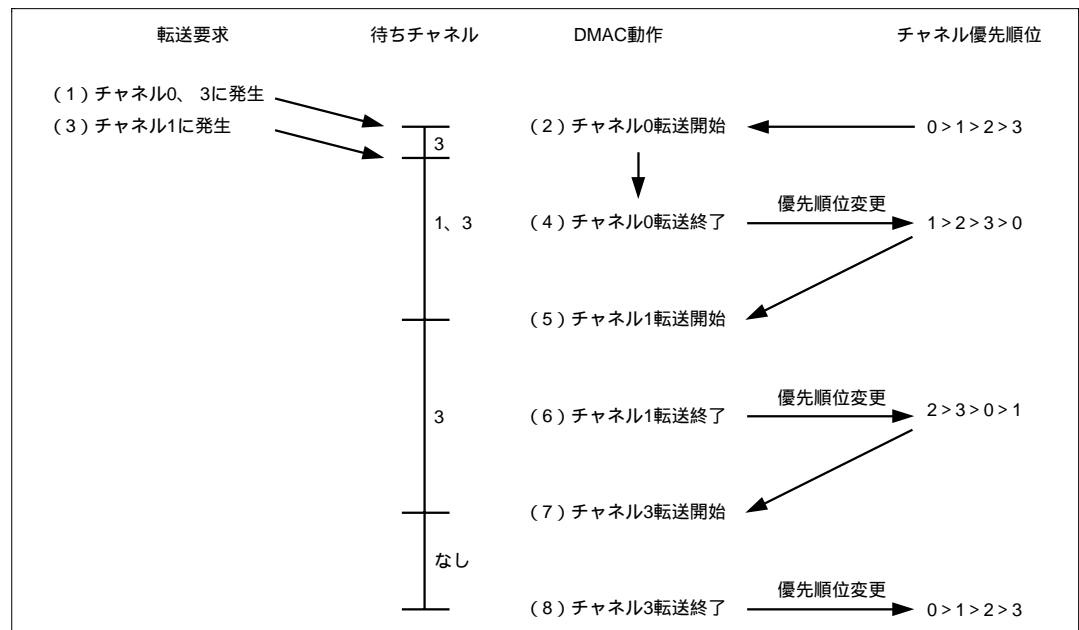 転送要求 待ちチャネル DMAC動作 チャネル優先順位
(1)チャネル0、 3に発生
(3)チャネル1に発生 (2)チャネル0転送開始 0>1>2>3
3
優先順位変更
1、3 (4)チャネル0転送終了 1>2>3>0
(5)チャネル1転送開始
優先順位変更
3 (6)チャネル1転送終了 2>3>0>1
(7)チャネル3転送開始
なし
優先順位変更
(8)チャネル3転送終了 0>1>2>3